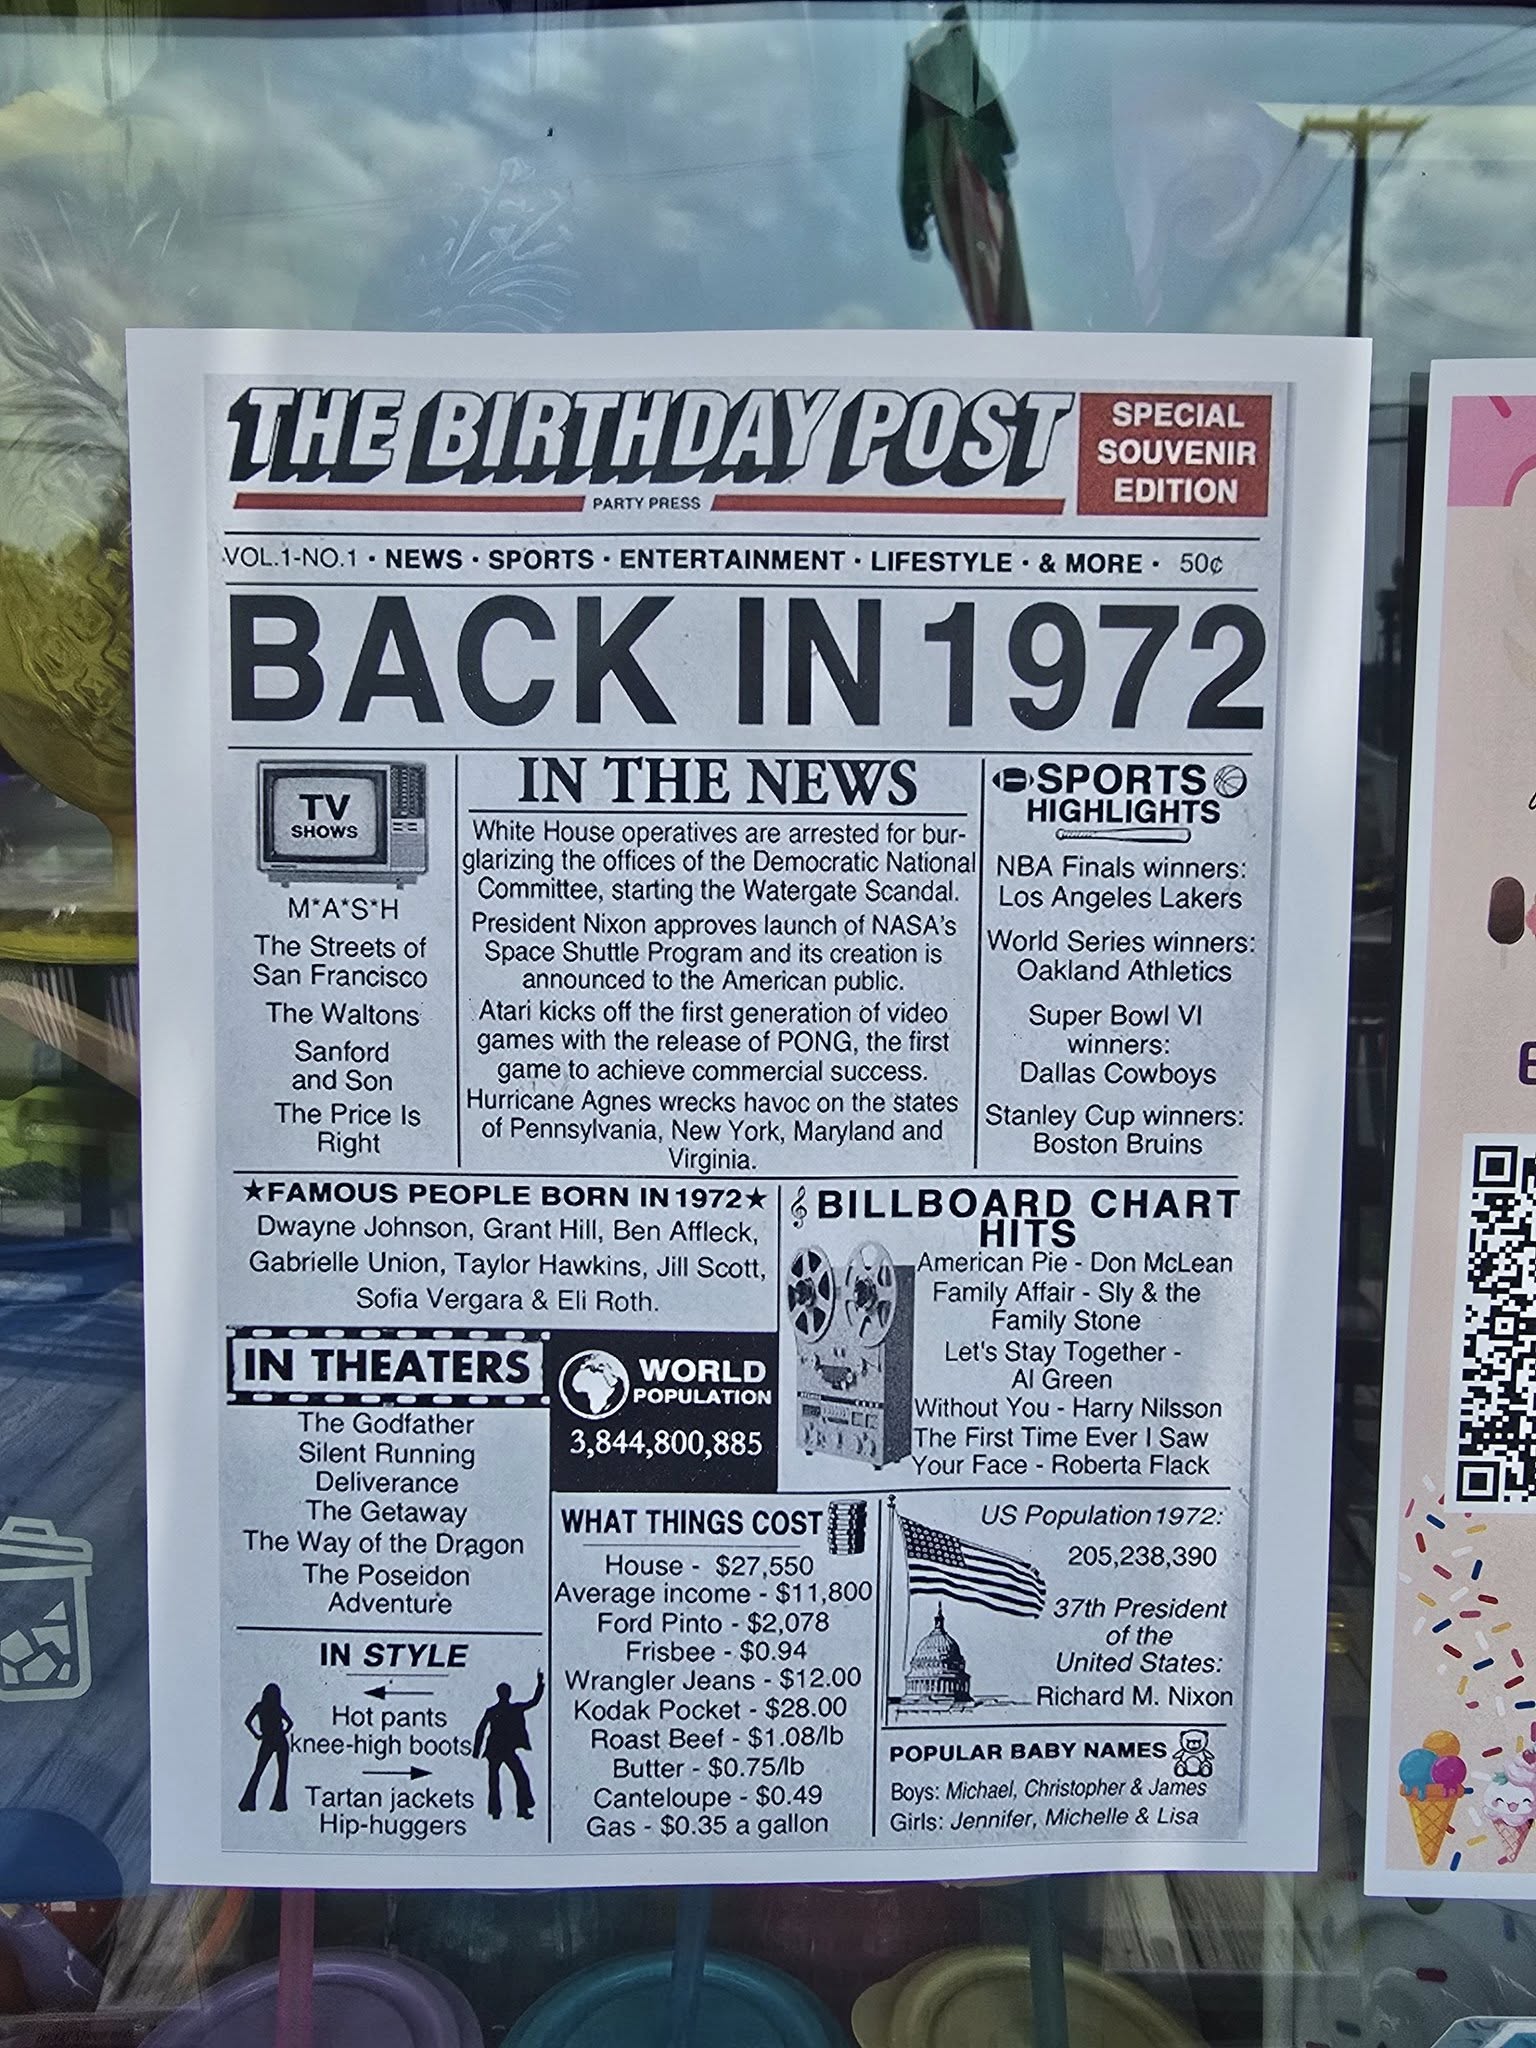 THE BIRTHDAY POST
PARTY PRESS
SPECIAL
SOUVENIR
EDITION
VOL.1-NO.1 · NEWS · SPORTS · ENTERTAINMENT · LIFESTYLE · & MORE · 50¢
BACK IN 1972
TV
SHOWS
M*A*S*H
The Streets of
San Francisco
The Waltons
Sanford
and Son
The Price Is
Right
IN THE NEWS
White House operatives are arrested for bur-
glarizing the offices of the Democratic National
Committee, starting the Watergate Scandal.
President Nixon approves launch of NASA's
Space Shuttle Program and its creation is
announced to the American public.
Atari kicks off the first generation of video
games with the release of PONG, the first
game to achieve commercial success.
Hurricane Agnes wrecks havoc on the states
of Pennsylvania, New York, Maryland and
Virginia.
SPORTS
HIGHLIGHTS
NBA Finals winners:
Los Angeles Lakers
World Series winners:
Oakland Athletics
Super Bowl VI
winners:
Dallas Cowboys
Stanley Cup winners:
Boston Bruins
★FAMOUS PEOPLE BORN IN 1972★
Dwayne Johnson, Grant Hill, Ben Affleck,
Gabrielle Union, Taylor Hawkins, Jill Scott,
Sofia Vergara & Eli Roth.
BILLBOARD CHART
HITS
American Pie - Don McLean
Family Affair - Sly & the
Family Stone
Let's Stay Together -
Al Green
Without You - Harry Nilsson
The First Time Ever I Saw
Your Face - Roberta Flack
IN THEATERS
The Godfather
Silent Running
Deliverance
The Getaway
The Way of the Dragon
The Poseidon
Adventure
WORLD
POPULATION
3,844,800,885
IN STYLE
Hot pants
knee-high boots
Tartan jackets
Hip-huggers
WHAT THINGS COST
House - $27,550
Average income - $11,800
Ford Pinto - $2,078
Frisbee - $0.94
Wrangler Jeans - $12.00
Kodak Pocket - $28.00
Roast Beef - $1.08/lb
Butter - $0.75/lb
Canteloupe - $0.49
Gas - $0.35 a gallon
US Population 1972:
205,238,390
37th President
of the
United States:
Richard M. Nixon
POPULAR BABY NAMES
Boys: Michael, Christopher & James
Girls: Jennifer, Michelle & Lisa